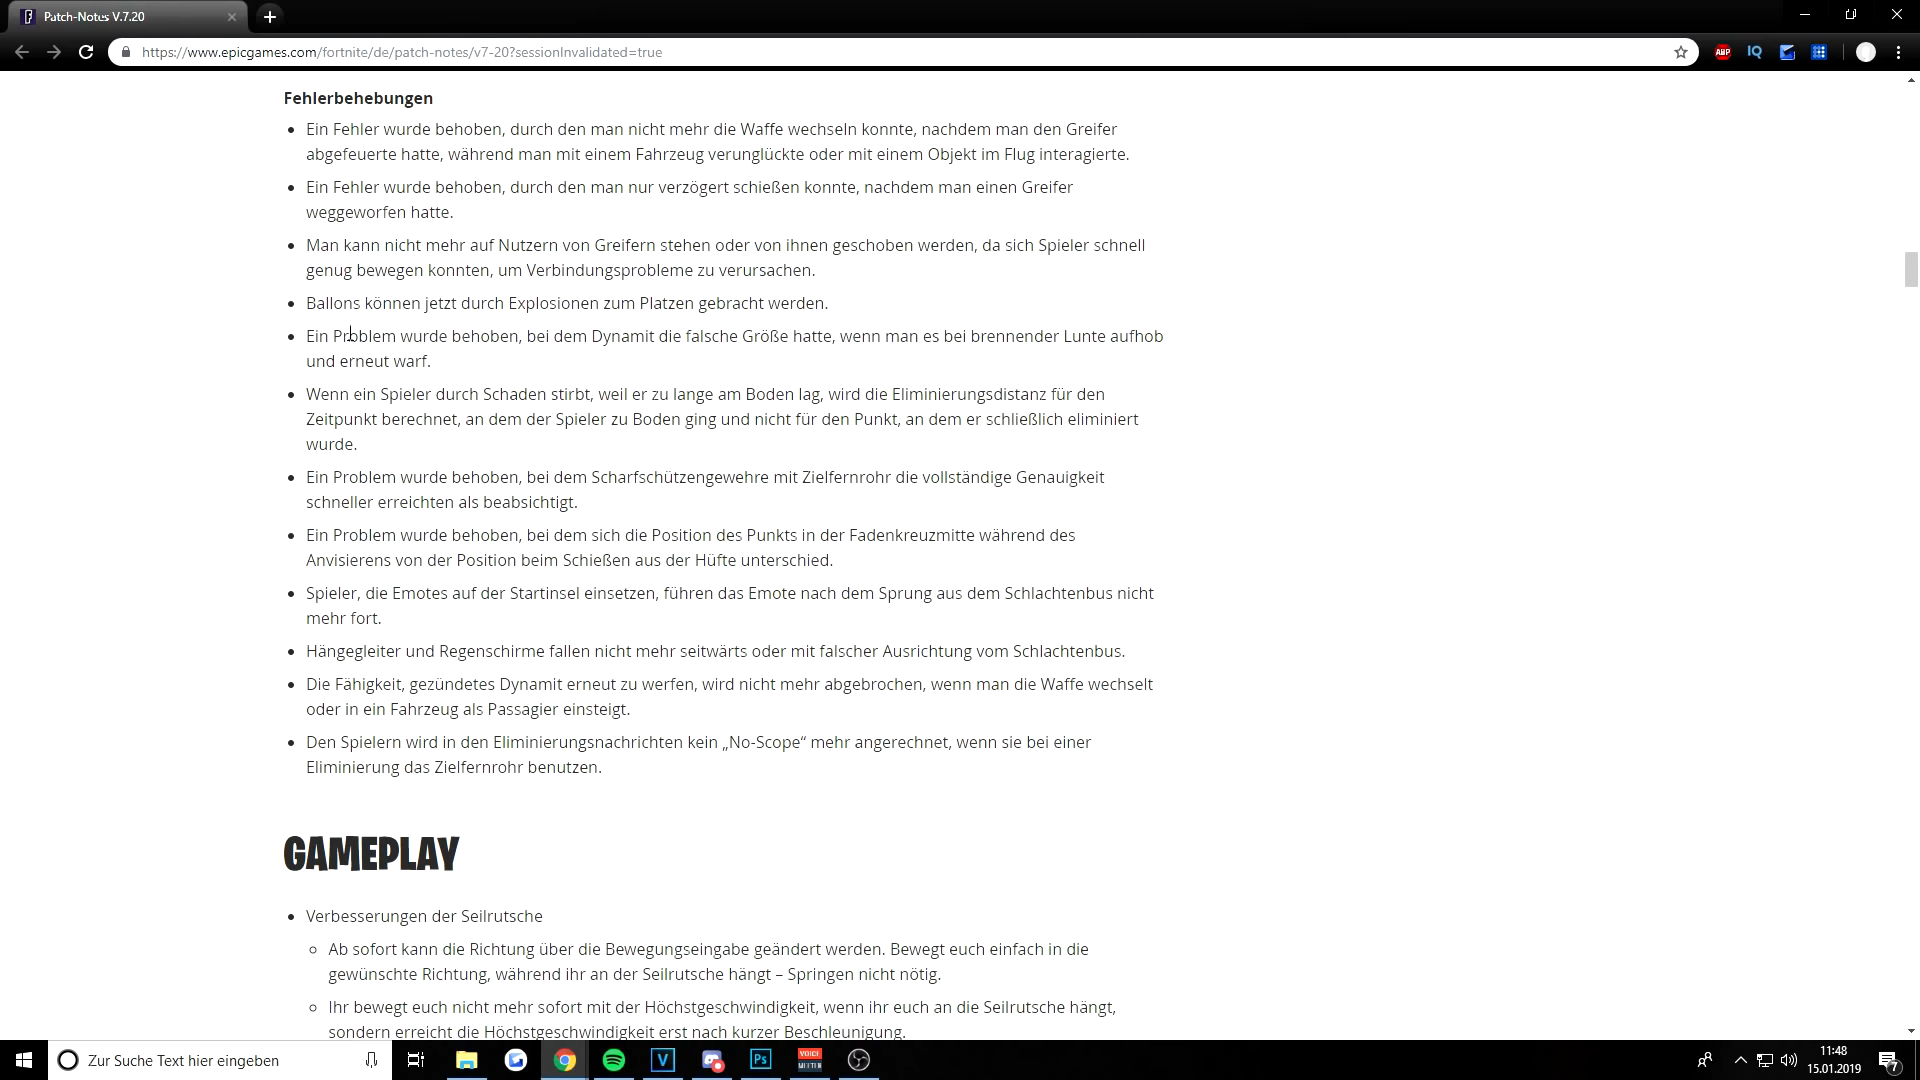 Patch-Notes V.7.20
https://www.epicgames.com/fortnite/de/patch-notes/v7-20?sessionInvalidated=true
ABP
IQ
Fehlerbehebungen
• Ein Fehler wurde behoben, durch den man nicht mehr die Waffe wechseln konnte, nachdem man den Greifer
abgefeuerte hatte, während man mit einem Fahrzeug verunglückte oder mit einem Objekt im Flug interagierte.
• Ein Fehler wurde behoben, durch den man nur verzögert schießen konnte, nachdem man einen Greifer
weggeworfen hatte.
• Man kann nicht mehr auf Nutzern von Greifern stehen oder von ihnen geschoben werden, da sich Spieler schnell
genug bewegen konnten, um Verbindungsprobleme zu verursachen.
• Ballons können jetzt durch Explosionen zum Platzen gebracht werden.
• Ein Problem wurde behoben, bei dem Dynamit die falsche Größe hatte, wenn man es bei brennender Lunte aufhob
und erneut warf.
• Wenn ein Spieler durch Schaden stirbt, weil er zu lange am Boden lag, wird die Eliminierungsdistanz für den
Zeitpunkt berechnet, an dem der Spieler zu Boden ging und nicht für den Punkt, an dem er schließlich eliminiert
wurde.
• Ein Problem wurde behoben, bei dem Scharfschützengewehre mit Zielfernrohr die vollständige Genauigkeit
schneller erreichten als beabsichtigt.
• Ein Problem wurde behoben, bei dem sich die Position des Punkts in der Fadenkreuzmitte während des
Anvisierens von der Position beim Schießen aus der Hüfte unterschied.
• Spieler, die Emotes auf der Startinsel einsetzen, führen das Emote nach dem Sprung aus dem Schlachtenbus nicht
mehr fort.
• Hängegleiter und Regenschirme fallen nicht mehr seitwärts oder mit falscher Ausrichtung vom Schlachtenbus.
• Die Fähigkeit, gezündetes Dynamit erneut zu werfen, wird nicht mehr abgebrochen, wenn man die Waffe wechselt
oder in ein Fahrzeug als Passagier einsteigt.
• Den Spielern wird in den Eliminierungsnachrichten kein „No-Scope“ mehr angerechnet, wenn sie bei einer
Eliminierung das Zielfernrohr benutzen.
GAMEPLAY
• Verbesserungen der Seilrutsche
◦ Ab sofort kann die Richtung über die Bewegungseingabe geändert werden. Bewegt euch einfach in die
gewünschte Richtung, während ihr an der Seilrutsche hängt – Springen nicht nötig.
◦ Ihr bewegt euch nicht mehr sofort mit der Höchstgeschwindigkeit, wenn ihr euch an die Seilrutsche hängt,
sondern erreicht die Höchstgeschwindigkeit erst nach kurzer Beschleunigung.
Zur Suche Text hier eingeben
V
Ps
VOICE
11:48
15.01.2019
7